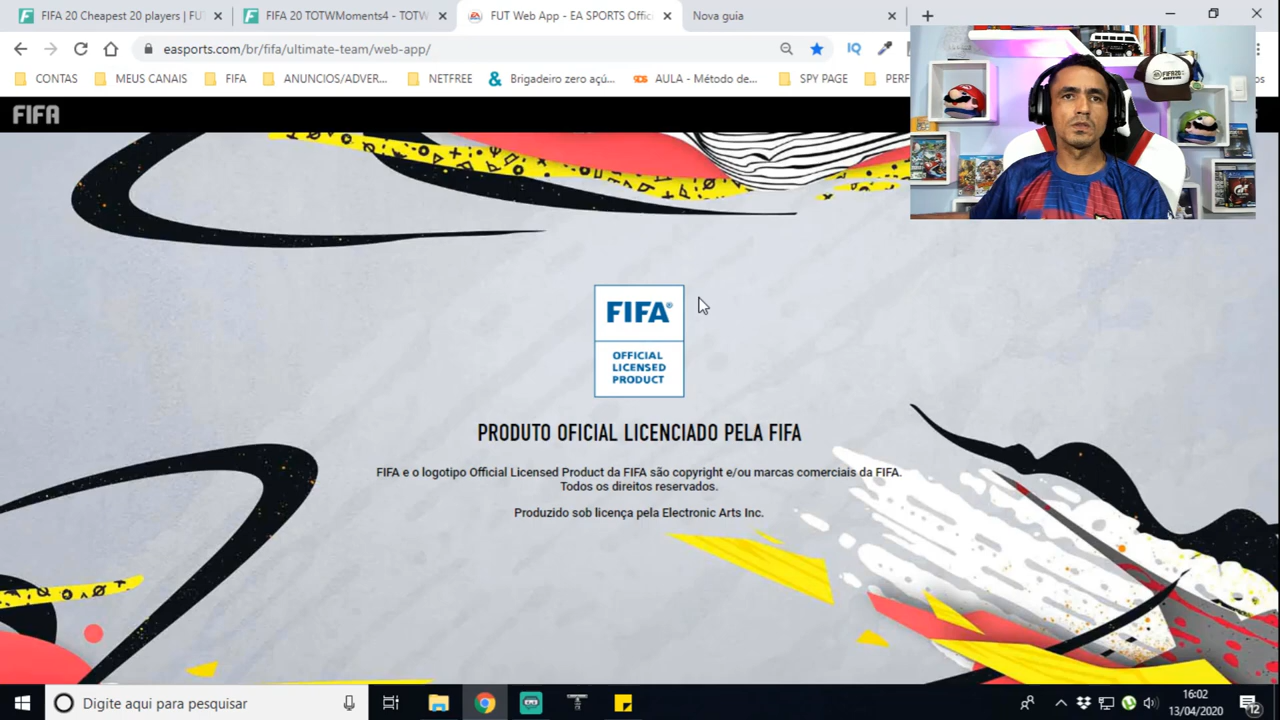 FIFA 20 Cheapest 20 players | FUT
FIFA 20 TOTWMoments4 - TOTW
FUT Web App - EA SPORTS Offic
Nova guia
easports.com/br/fifa/ultimate-team/web-app/
IQ
CONTAS
MEUS CANAIS
FIFA
ANUNCIOS/ADVER...
NETFREE
Brigadeiro zero açú...
AULA - Método de...
SPY PAGE
PERF
FIFA
FIFA®
OFFICIAL
LICENSED
PRODUCT
PRODUTO OFICIAL LICENCIADO PELA FIFA
FIFA e o logotipo Official Licensed Product da FIFA são copyright e/ou marcas comerciais da FIFA.
Todos os direitos reservados.
Produzido sob licença pela Electronic Arts Inc.
Digite aqui para pesquisar
16:02
13/04/2020
12